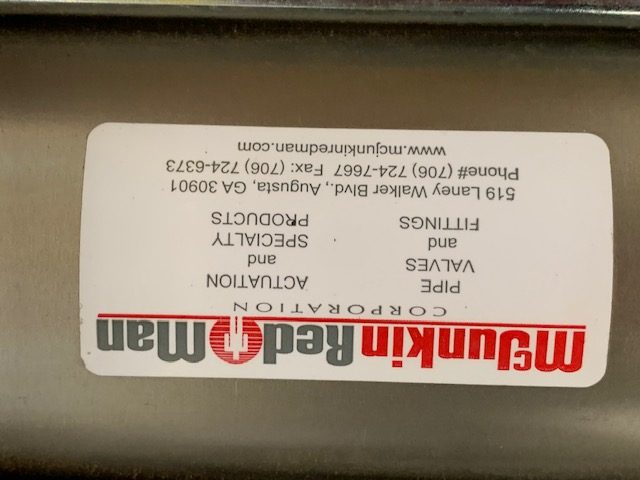 McJunkin Red Man
CORPORATION
PIPE ACTUATION
VALVES and
and SPECIALTY
FITTINGS PRODUCTS
519 Laney Walker Blvd., Augusta, GA 30901
Phone# (706) 724-7667 Fax: (706) 724-6373
www.mcjunkinredman.com